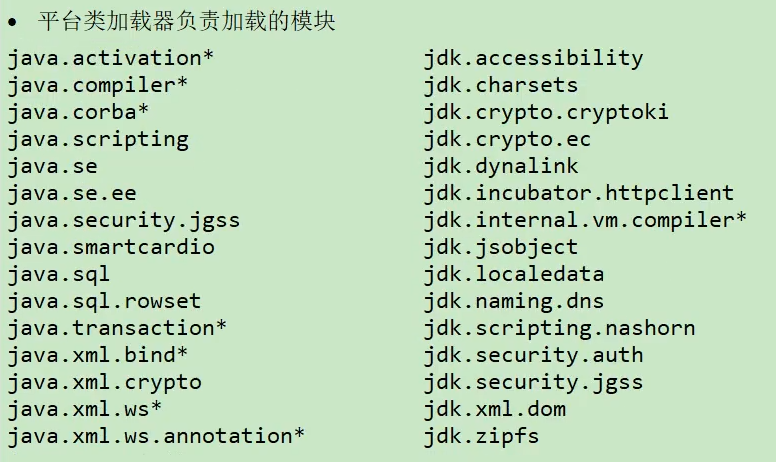 • 平台类加载器负责加载的模块
java.activation* jdk.accessibility
java.compiler* jdk.charsets
java.corba* jdk.crypto.cryptoki
java.scripting jdk.crypto.ec
java.se jdk.dynalink
java.se.ee jdk.incubator.httpclient
java.security.jgss jdk.internal.vm.compiler*
java.smartcardio jdk.jsobject
java.sql jdk.localedata
java.sql.rowset jdk.naming.dns
java.transaction* jdk.scripting.nashorn
java.xml.bind* jdk.security.auth
java.xml.crypto jdk.security.jgss
java.xml.ws* jdk.xml.dom
java.xml.ws.annotation* jdk.zipfs